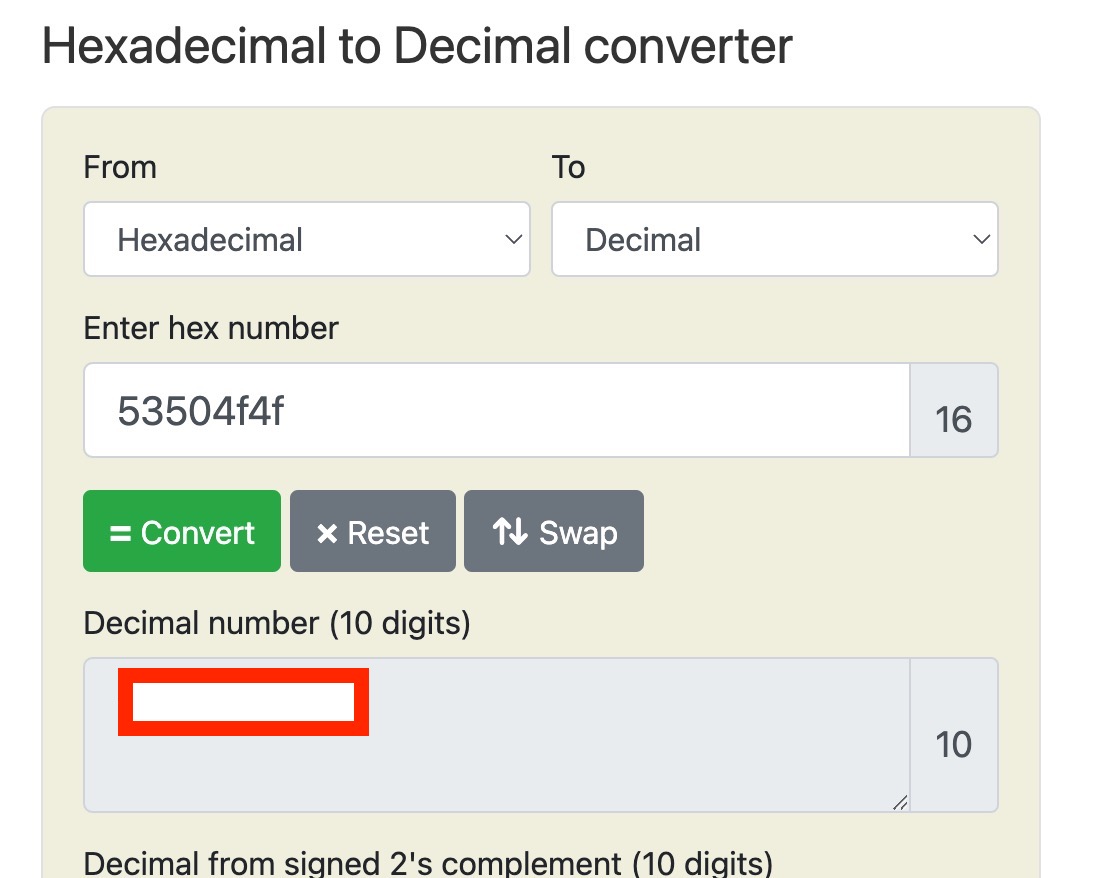 Hexadecimal to Decimal converter
From To
Hexadecimal Decimal
Enter hex number
53504f4f 16
= Convert × Reset Swap
Decimal number (10 digits)
10
Decimal from signed 2's complement (10 digits)